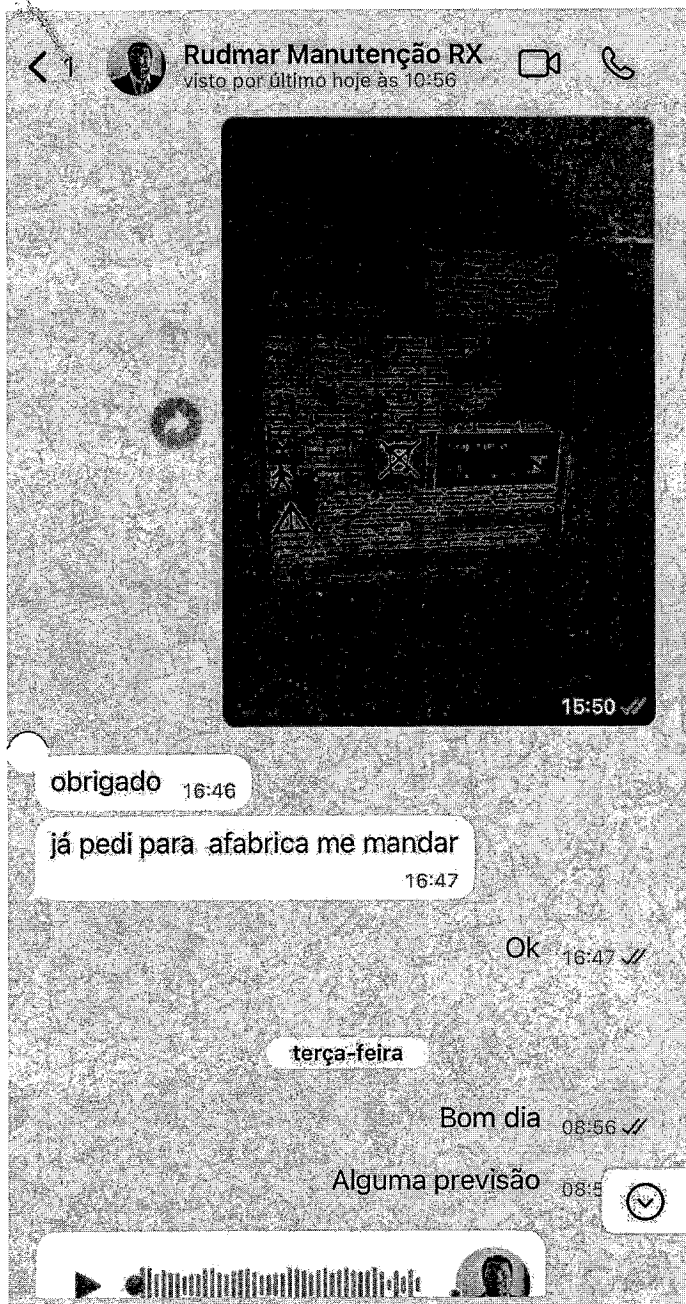 1
Rudmar Manutenção RX
visto por último hoje às 10:56
15:50
obrigado 16:46
já pedi para afabrica me mandar
16:47
Ok 16:47
terça-feira
Bom dia 08:56
Alguma previsão